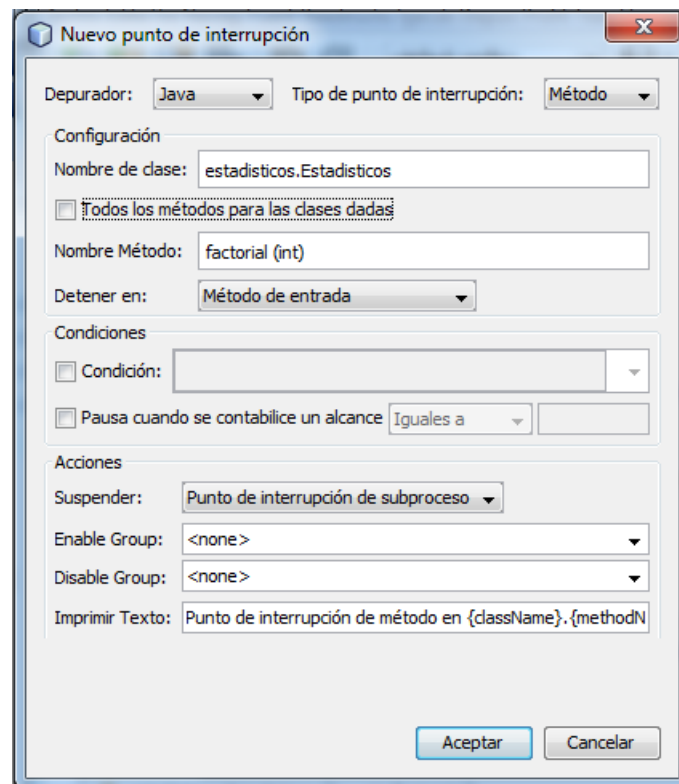 Nuevo punto de interrupción
Depurador: Java Tipo de punto de interrupción: Método
Configuración
Nombre de clase: estadisticos.Estadisticos
Todos los métodos para las clases dadas
Nombre Método: factorial (int)
Detener en: Método de entrada
Condiciones
Condición:
Pausa cuando se contabilice un alcance Iguales a
Acciones
Suspender: Punto de interrupción de subproceso
Enable Group: <none>
Disable Group: <none>
Imprimir Texto: Punto de interrupción de método en {className}.{methodN
Aceptar Cancelar